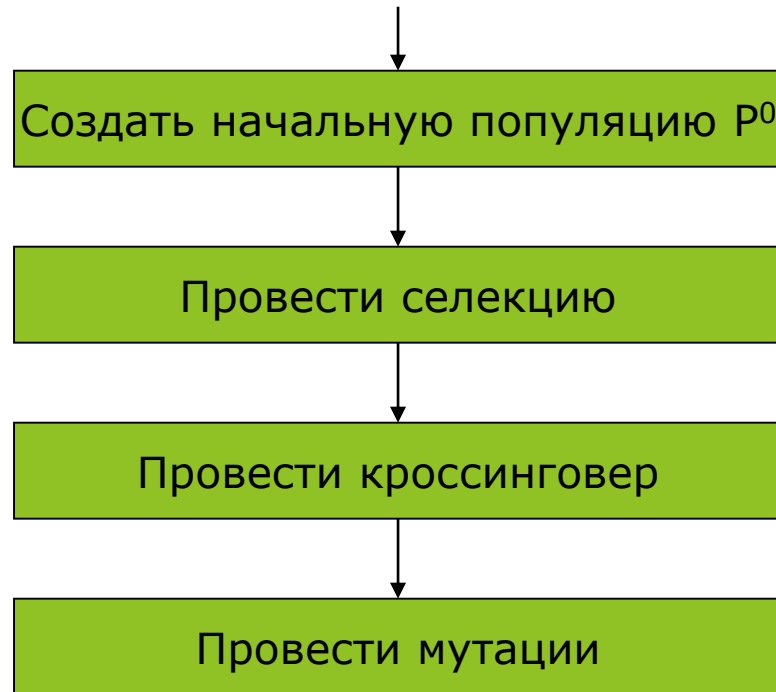 Создать начальную популяцию P⁰
Провести селекцию
Провести кроссинговер
Провести мутации